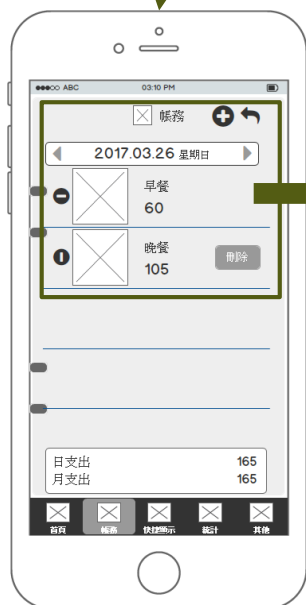 ABC 03:10 PM
帳務
2017.03.26 星期日
早餐
60
晚餐
105
刪除
日支出 165
月支出 165
首頁 帳務 快捷顯示 統計 其他